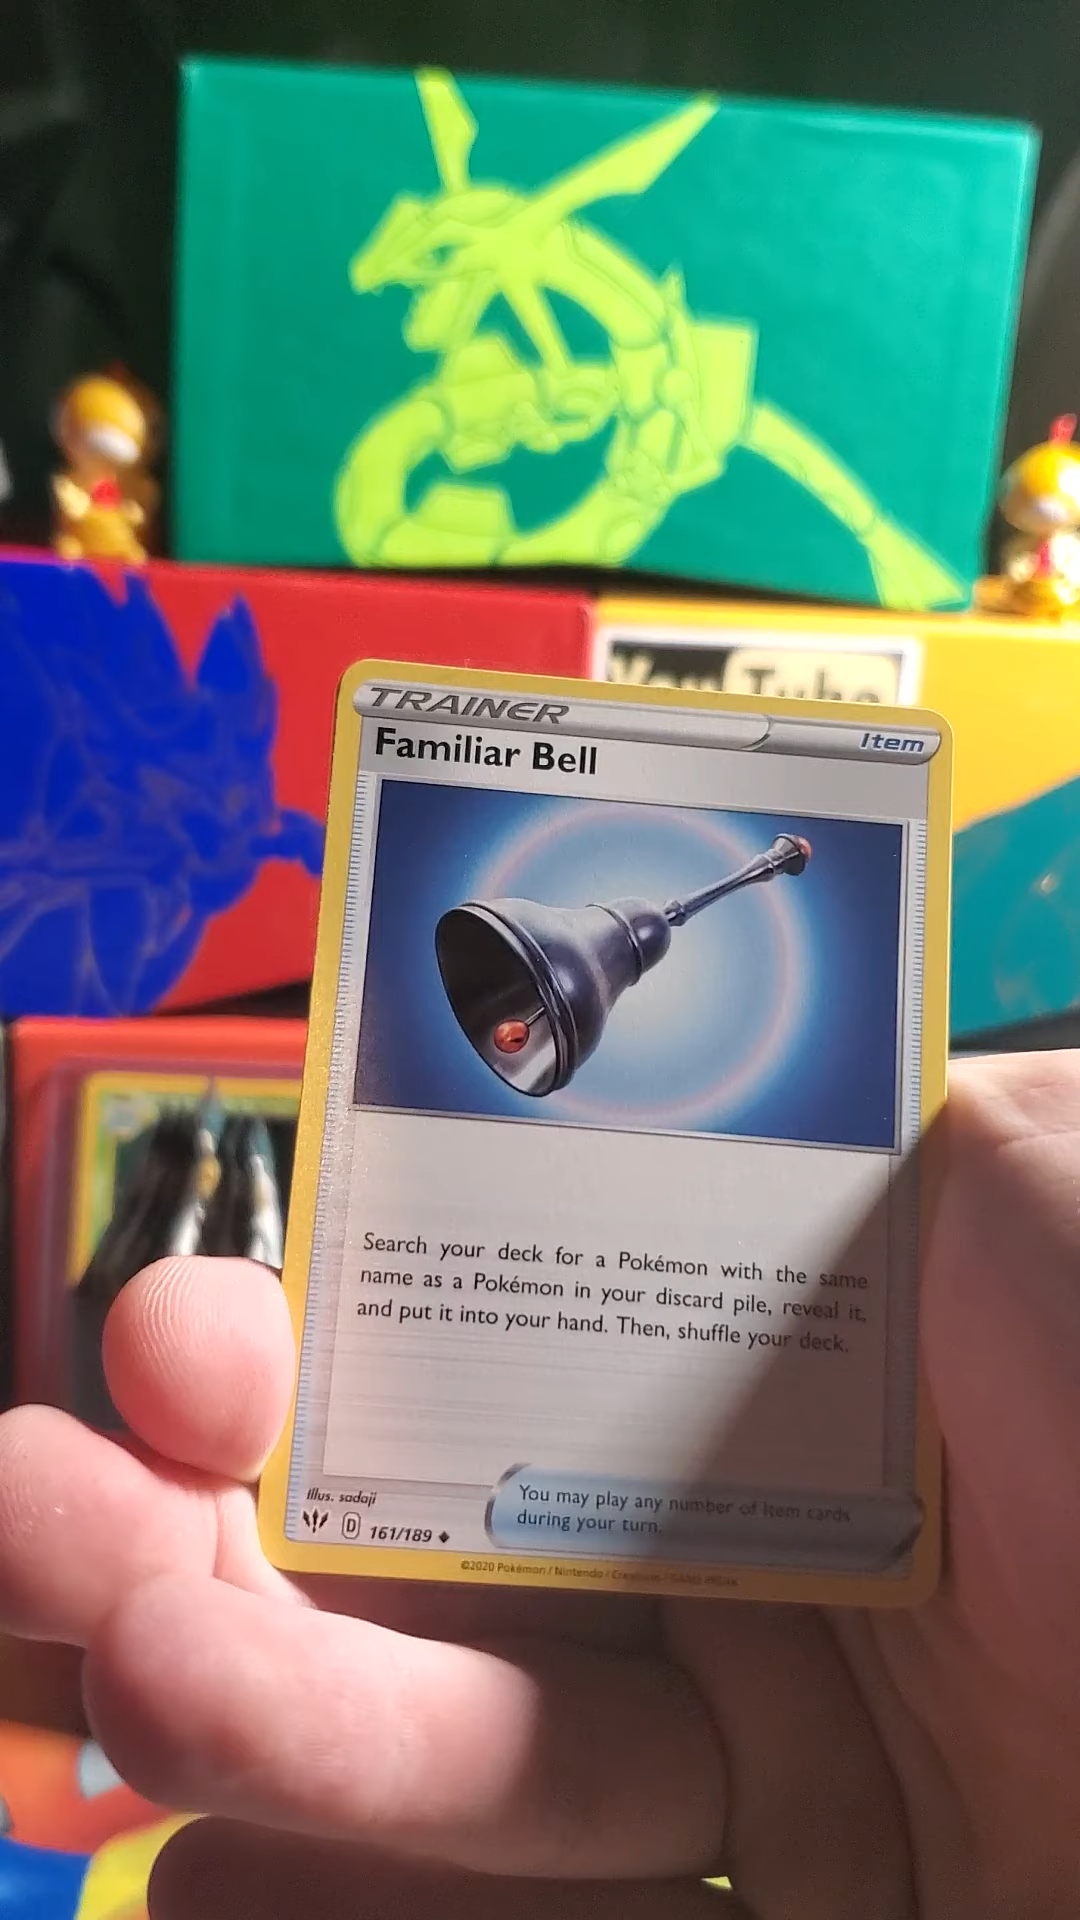 You Tube
TRAINER
Item
Familiar Bell
Search your deck for a Pokémon with the same
name as a Pokémon in your discard pile, reveal it,
and put it into your hand. Then, shuffle your deck.
You may play any number of Item cards
during your turn.
Illus. sadaji
D 161/189
©2020 Pokémon / Nintendo / Creatures / GAME FREAK